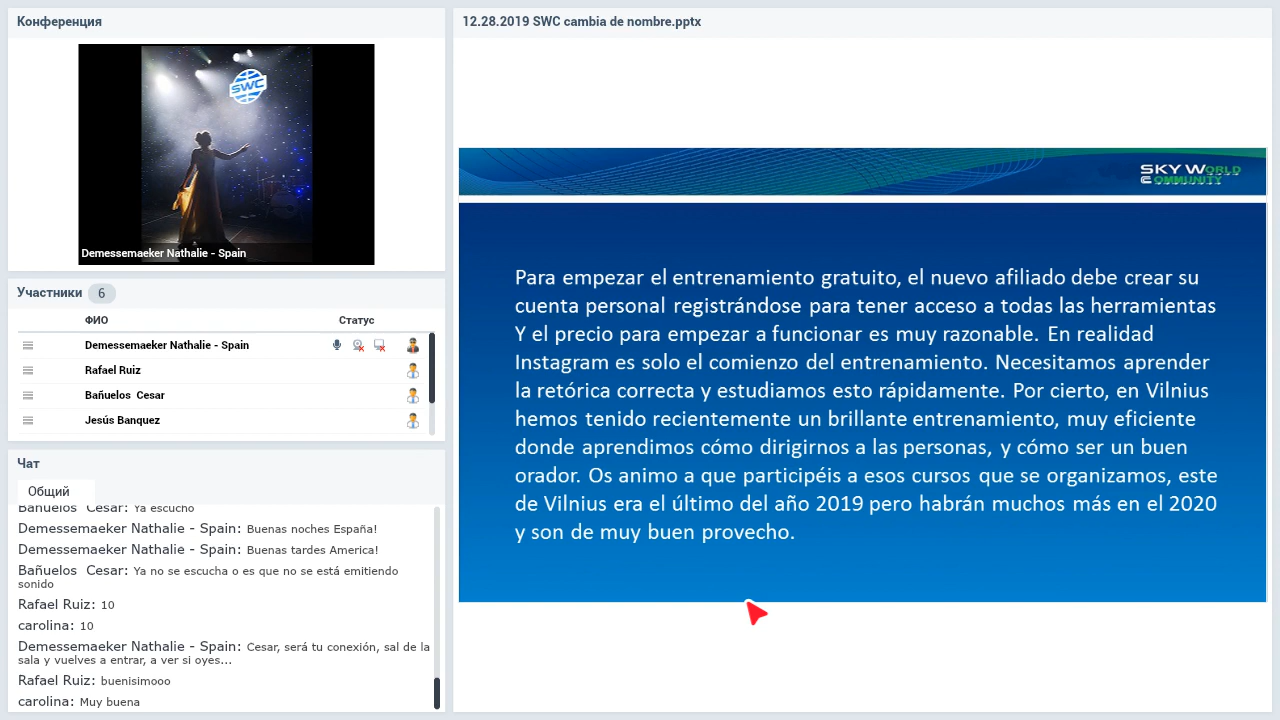 Конференция
SWC
Demessemaeker Nathalie - Spain
Участники 6
ФИО Статус
Demessemaeker Nathalie - Spain
Rafael Ruiz
Bañuelos Cesar
Jesús Banquez
Чат
Общий
Bañuelos Cesar: Ya escucho
Demessemaeker Nathalie - Spain: Buenas noches España!
Demessemaeker Nathalie - Spain: Buenas tardes America!
Bañuelos Cesar: Ya no se escucha o es que no se está emitiendo
sonido
Rafael Ruiz: 10
carolina: 10
Demessemaeker Nathalie - Spain: Cesar, será tu conexión, sal de la
sala y vuelves a entrar, a ver si oyes...
Rafael Ruiz: buenisimooo
carolina: Muy buena
12.28.2019 SWC cambia de nombre.pptx
SKY WORLD
COMMUNITY
Para empezar el entrenamiento gratuito, el nuevo afiliado debe crear su
cuenta personal registrándose para tener acceso a todas las herramientas
Y el precio para empezar a funcionar es muy razonable. En realidad
Instagram es solo el comienzo del entrenamiento. Necesitamos aprender
la retórica correcta y estudiamos esto rápidamente. Por cierto, en Vilnius
hemos tenido recientemente un brillante entrenamiento, muy eficiente
donde aprendimos cómo dirigirnos a las personas, y cómo ser un buen
orador. Os animo a que participéis a esos cursos que se organizamos, este
de Vilnius era el último del año 2019 pero habrán muchos más en el 2020
y son de muy buen provecho.